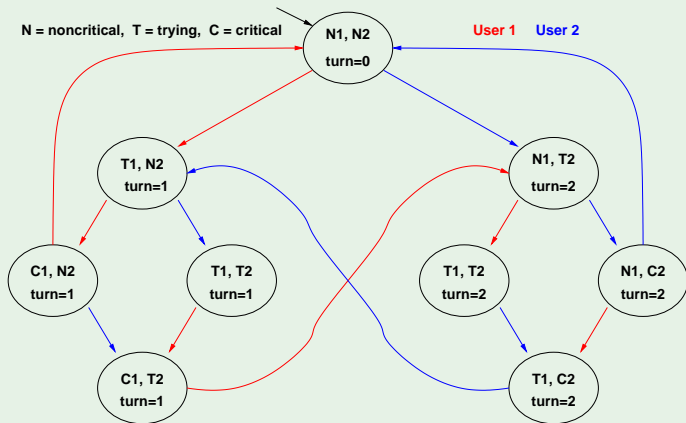 N = noncritical, T = trying, C = critical
User 1 User 2
N1, N2
turn=0
T1, N2
turn=1
N1, T2
turn=2
C1, N2
turn=1
T1, T2
turn=1
T1, T2
turn=2
N1, C2
turn=2
C1, T2
turn=1
T1, C2
turn=2